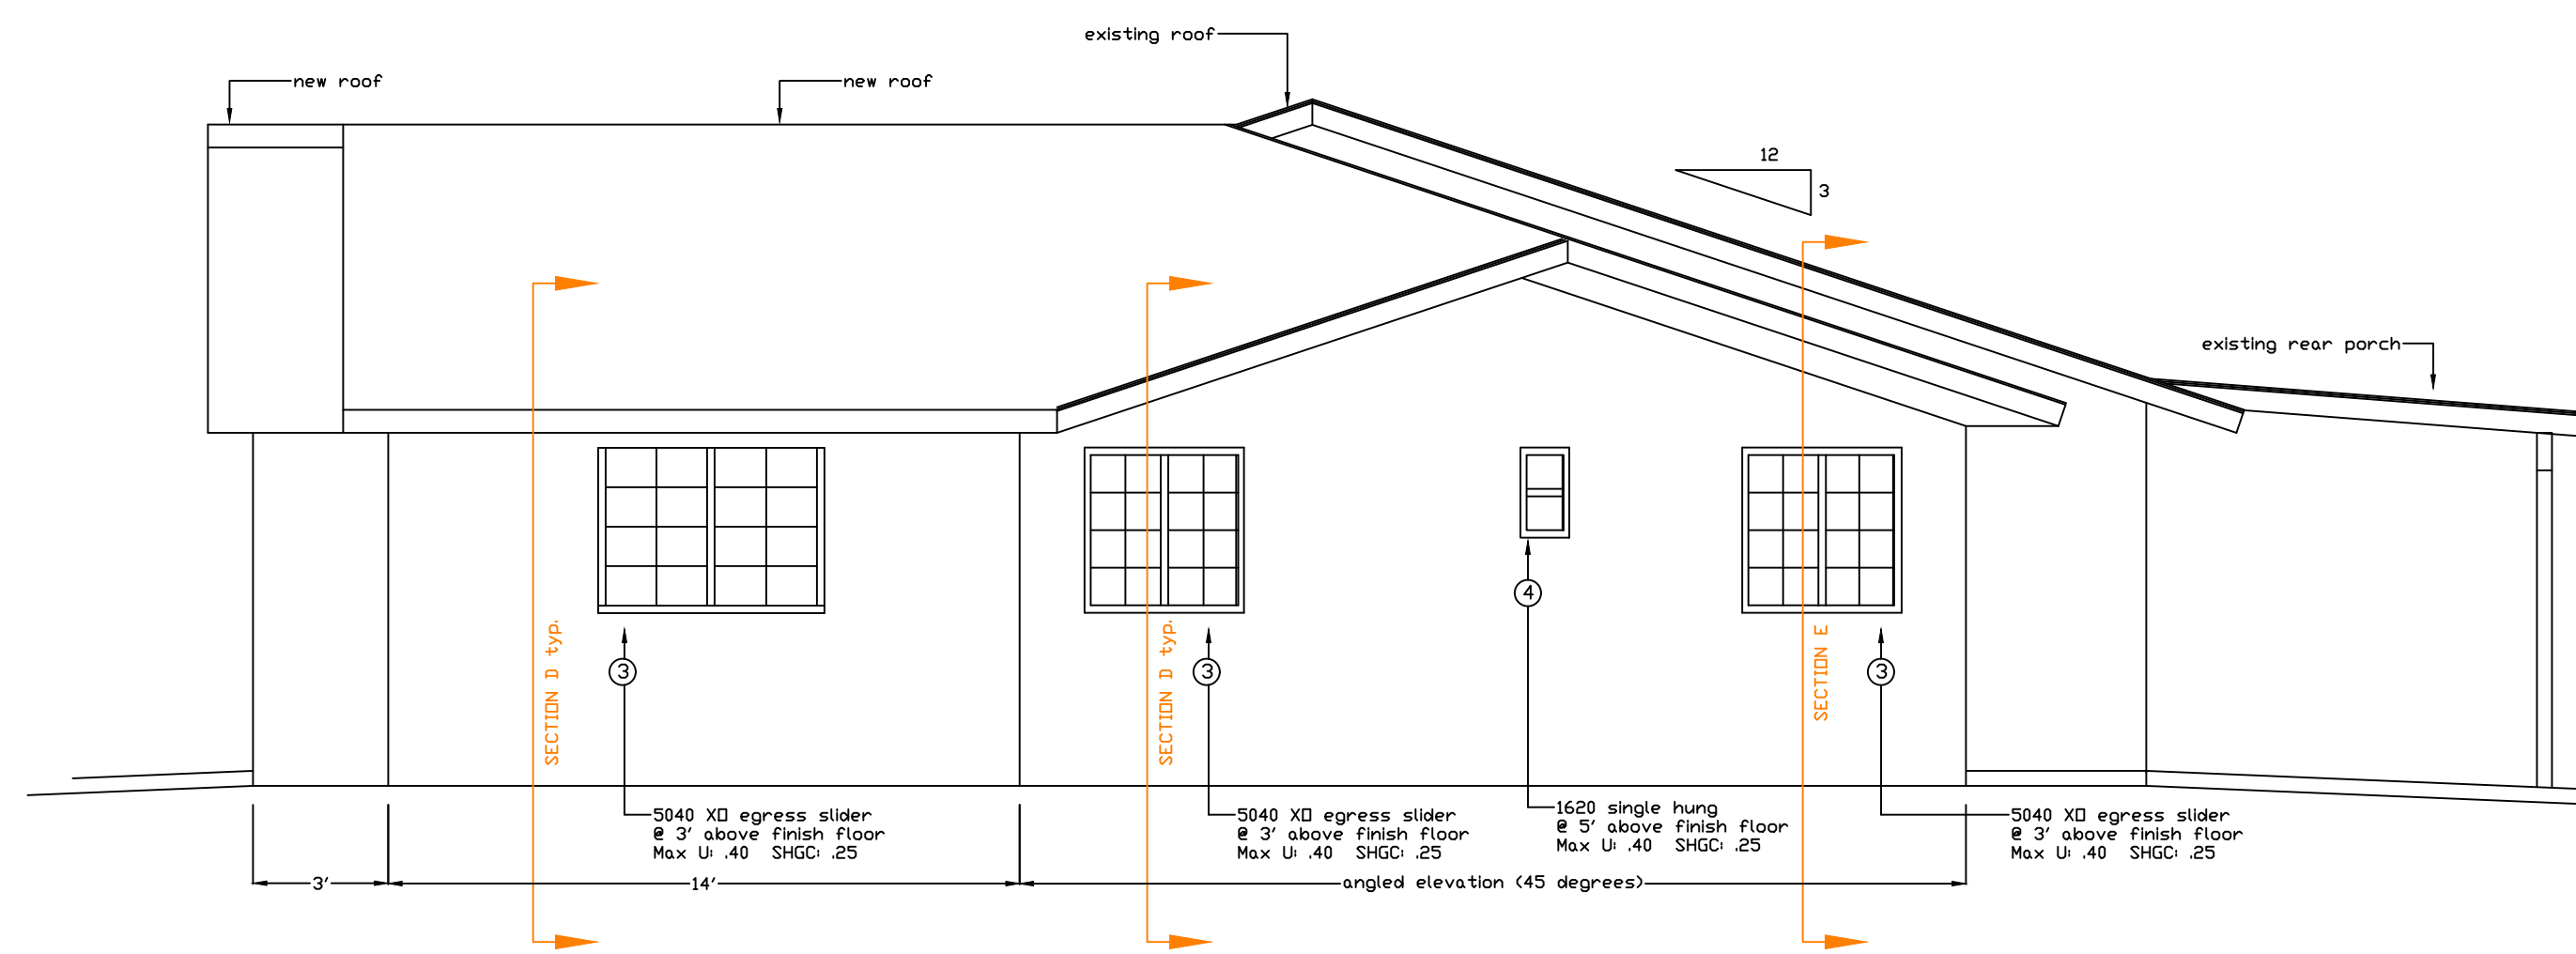 existing roof
new roof
new roof
12
3
existing rear porch
SECTION D typ.
SECTION D typ.
SECTION E
4
3
3
3
5040 XO egress slider
@ 3' above finish floor
Max U: .40 SHGC: .25
5040 XO egress slider
@ 3' above finish floor
Max U: .40 SHGC: .25
1620 single hung
@ 5' above finish floor
Max U: .40 SHGC: .25
5040 XO egress slider
@ 3' above finish floor
Max U: .40 SHGC: .25
3'
14'
angled elevation (45 degrees)